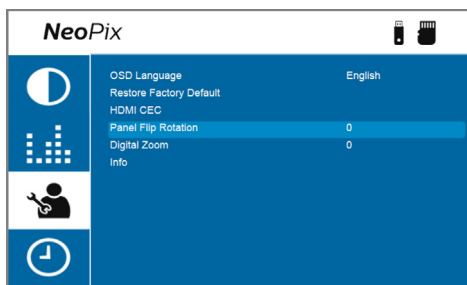 NeoPix
OSD Language English
Restore Factory Default
HDMI CEC
Panel Flip Rotation 0
Digital Zoom 0
Info